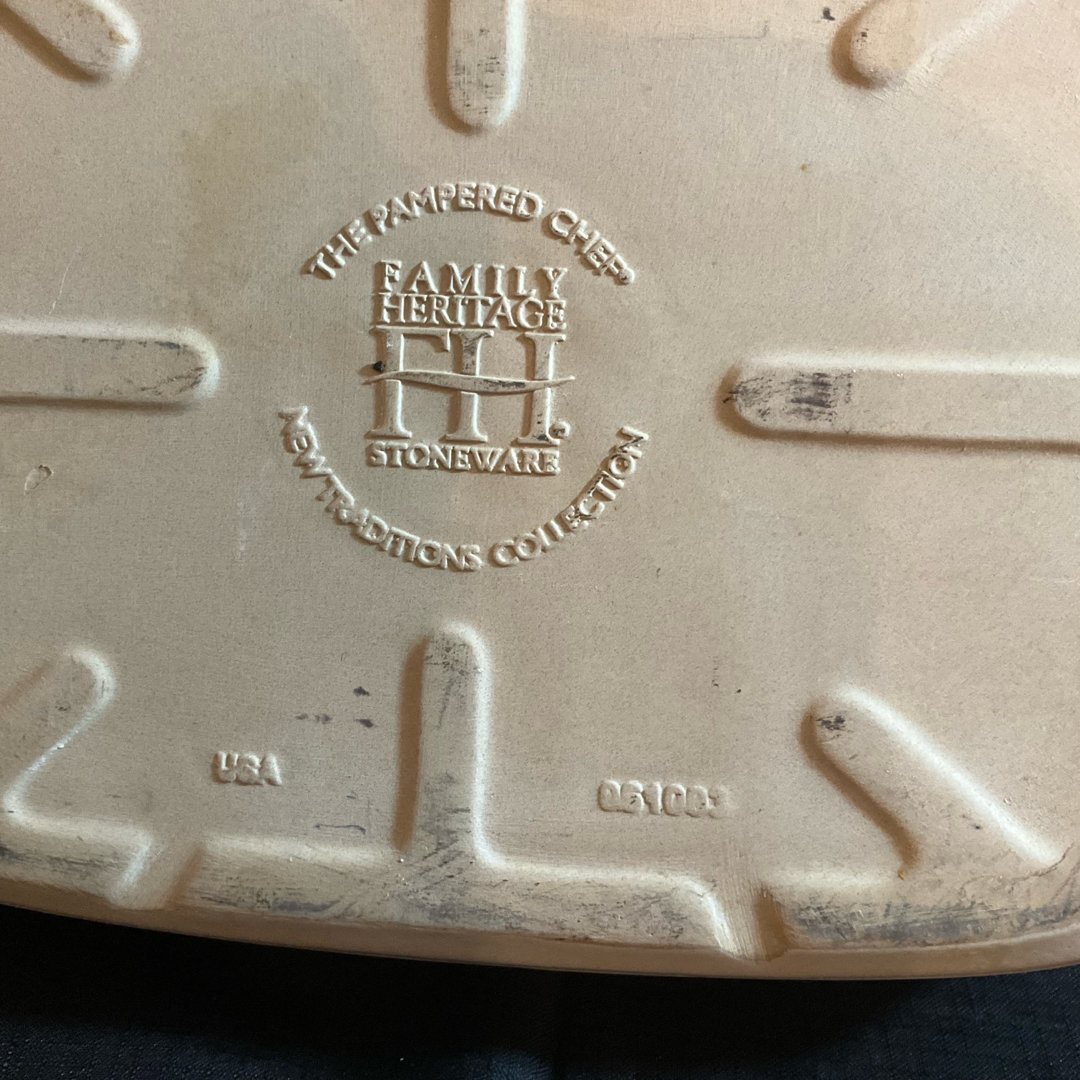 THE PAMPERED CHEF®
FAMILY
HERITAGE
FH.
STONEWARE
NEW TRADITIONS COLLECTION
USA